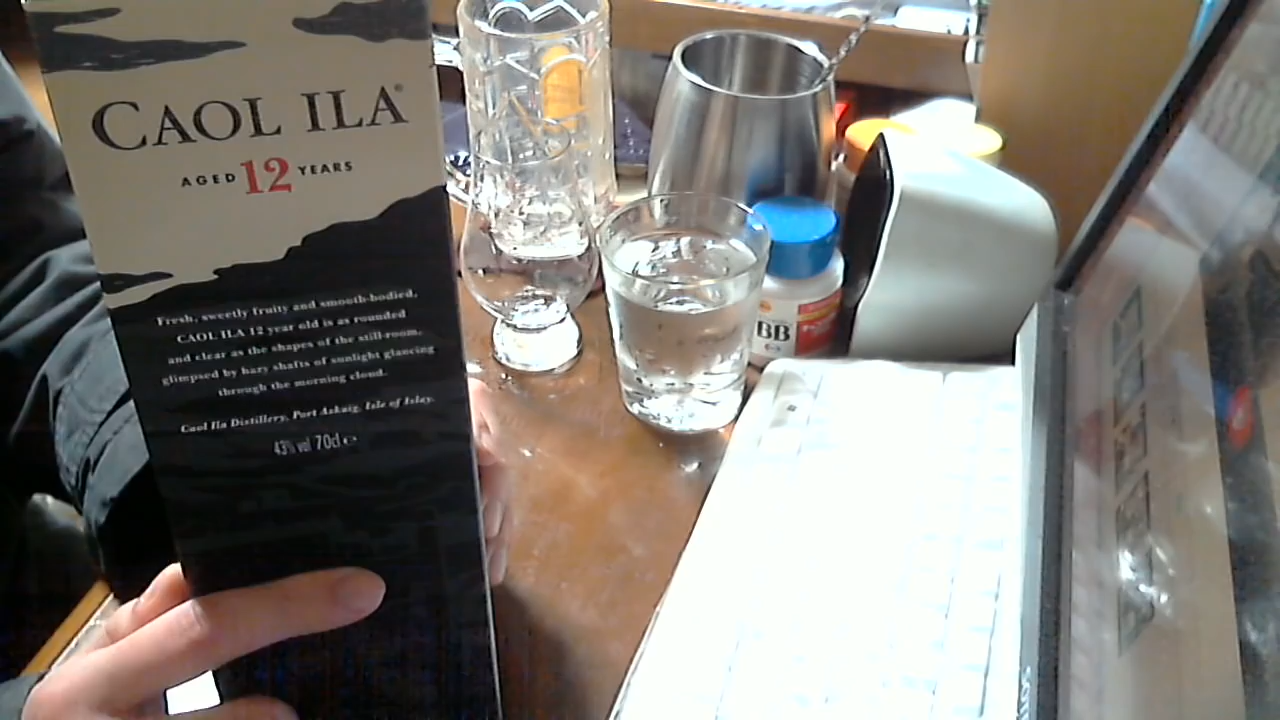 CAOL ILA®
AGED 12 YEARS
Fresh, sweetly fruity and smooth-bodied,
CAOL ILA 12 year old is as rounded
and clear as the shapes of the still-room,
glimpsed by hazy shafts of sunlight glancing
through the morning cloud.
Caol Ila Distillery, Port Askaig, Isle of Islay.
43% vol 70cl e
BB